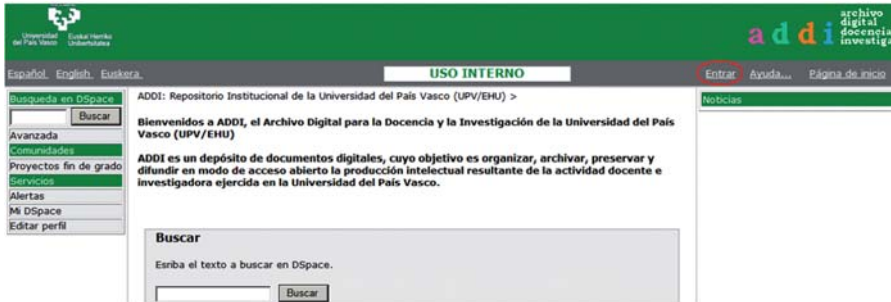 Universidad del País Vasco
Euskal Herriko Unibertsitatea
archivo
digital
docencia
investiga
addi
Español English Euskera
USO INTERNO
Entrar Ayuda... Página de inicio
Busqueda en DSpace
Buscar
Avanzada
Comunidades
Proyectos fin de grado
Servicios
Alertas
Mi DSpace
Editar perfil
ADDI: Repositorio Institucional de la Universidad del País Vasco (UPV/EHU) >
Bienvenidos a ADDI, el Archivo Digital para la Docencia y la Investigación de la Universidad del País
Vasco (UPV/EHU)
ADDI es un depósito de documentos digitales, cuyo objetivo es organizar, archivar, preservar y
difundir en modo de acceso abierto la producción intelectual resultante de la actividad docente e
investigadora ejercida en la Universidad del País Vasco.
Buscar
Esriba el texto a buscar en DSpace.
Buscar
Noticias